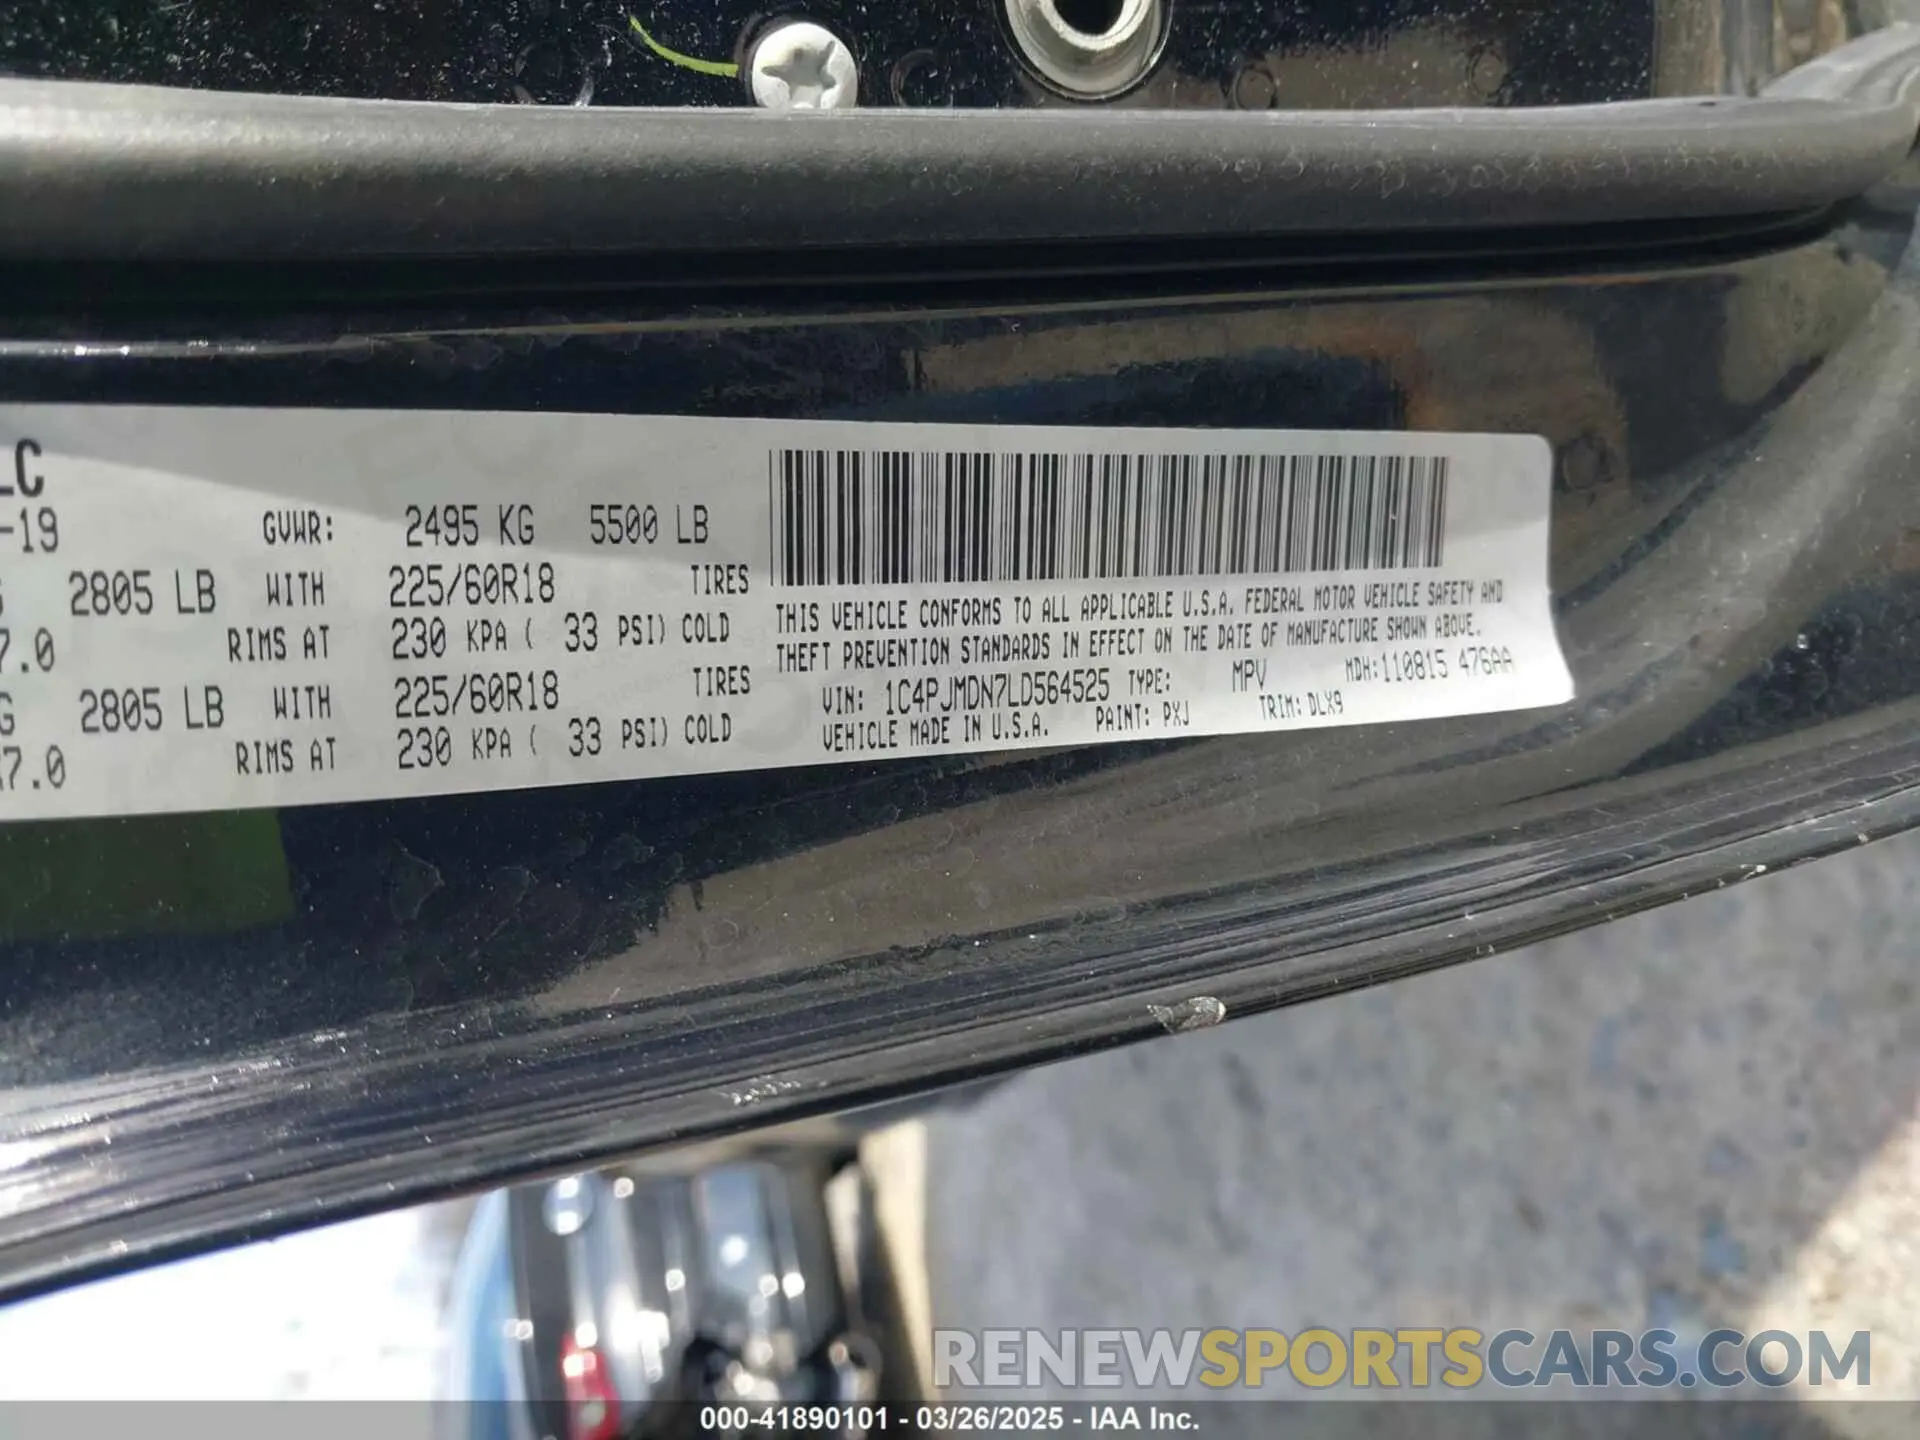 LC
-19 GVWR: 2495 KG 5500 LB
G 2805 LB WITH 225/60R18 TIRES
7.0 RIMS AT 230 KPA ( 33 PSI) COLD
G 2805 LB WITH 225/60R18 TIRES
X7.0 RIMS AT 230 KPA ( 33 PSI) COLD
THIS VEHICLE CONFORMS TO ALL APPLICABLE U.S.A. FEDERAL MOTOR VEHICLE SAFETY AND
THEFT PREVENTION STANDARDS IN EFFECT ON THE DATE OF MANUFACTURE SHOWN ABOVE.
VIN: 1C4PJMDN7LD564525 TYPE: MPV MDH:110815 476AA
VEHICLE MADE IN U.S.A. PAINT: PXJ TRIM: DLX9
RENEWSPORTSCARS.COM
000-41890101 - 03/26/2025 - IAA Inc.